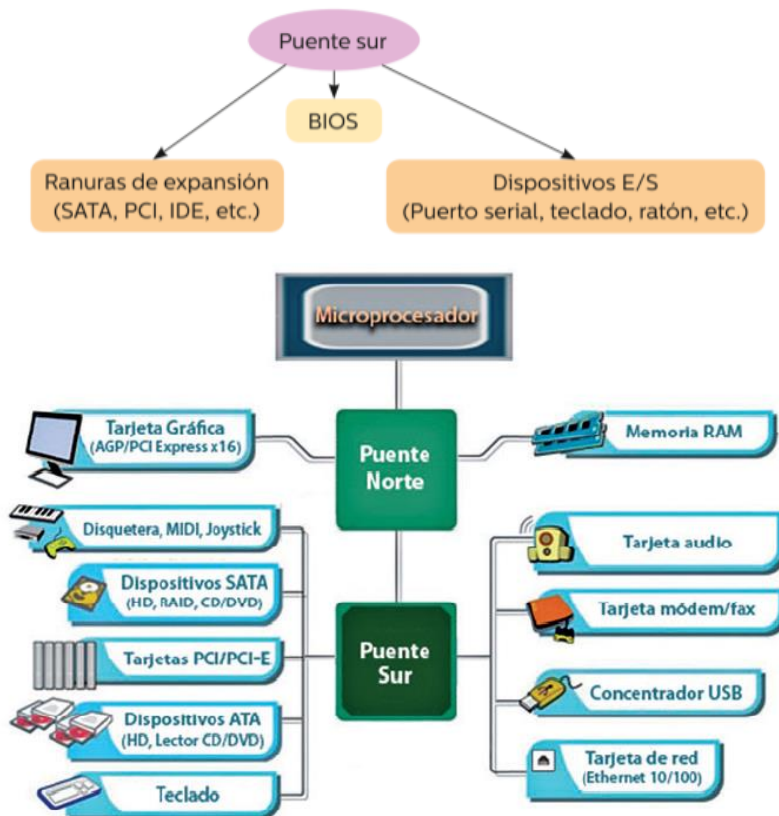 Puente sur
BIOS
Ranuras de expansión
(SATA, PCI, IDE, etc.)
Dispositivos E/S
(Puerto serial, teclado, ratón, etc.)
Microprocesador
Tarjeta Gráfica
(AGP/PCI Express x16)
Puente
Norte
Memoria RAM
Disquetera, MIDI, Joystick
Dispositivos SATA
(HD, RAID, CD/DVD)
Tarjetas PCI/PCI-E
Dispositivos ATA
(HD, Lector CD/DVD)
Teclado
Puente
Sur
Tarjeta audio
Tarjeta módem/fax
Concentrador USB
Tarjeta de red
(Ethernet 10/100)